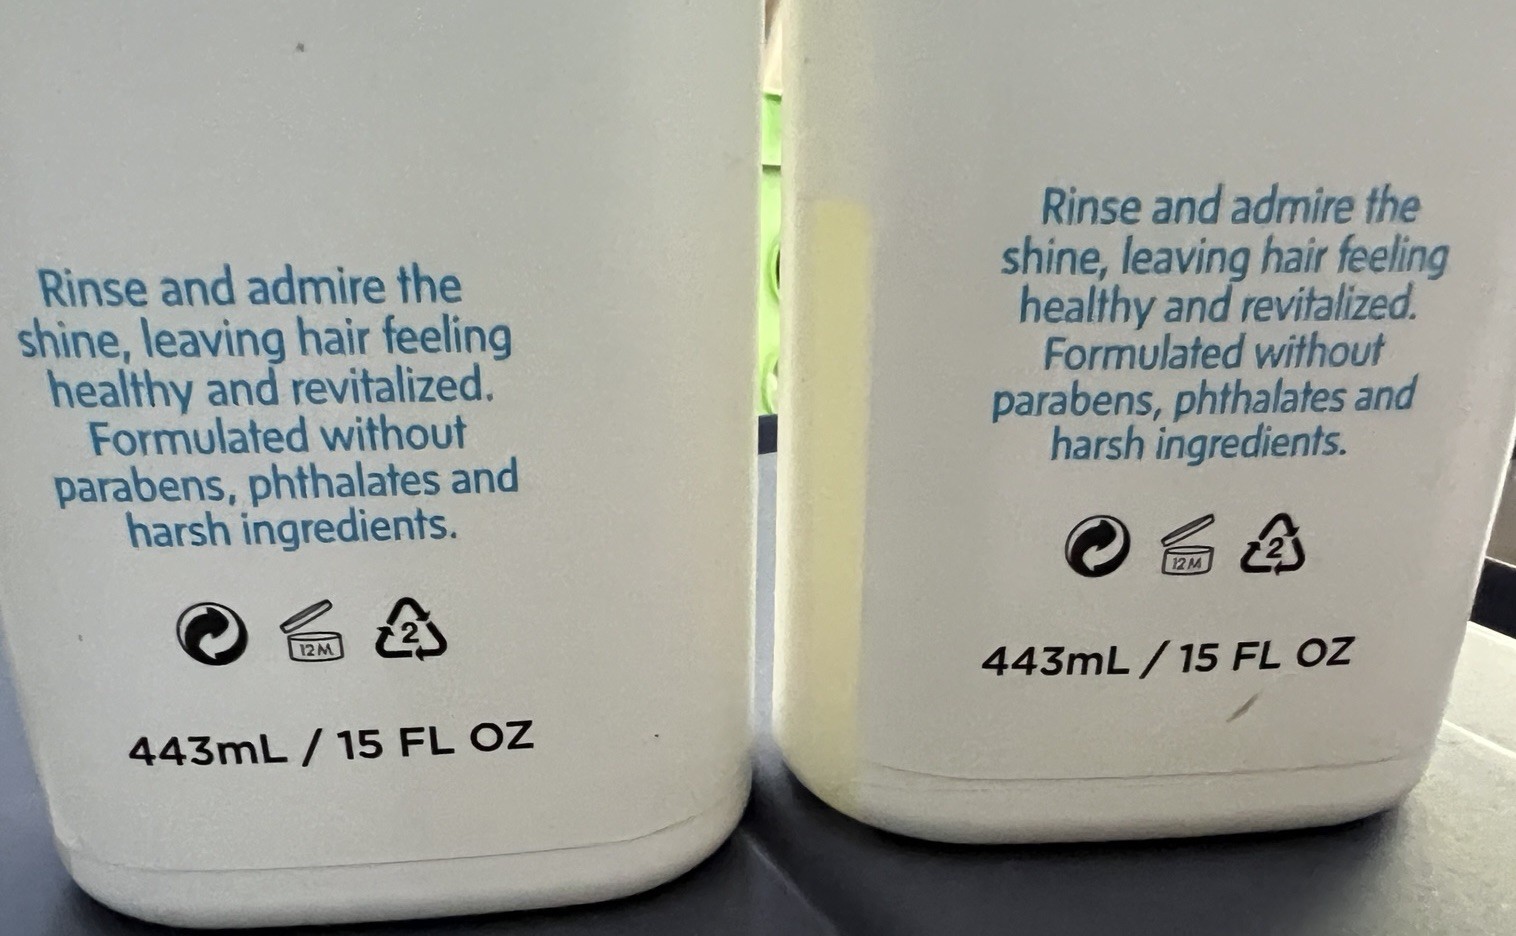 Rinse and admire the
shine, leaving hair feeling
healthy and revitalized.
Formulated without
parabens, phthalates and
harsh ingredients.
12M
2
443mL / 15 FL OZ
Rinse and admire the
shine, leaving hair feeling
healthy and revitalized.
Formulated without
parabens, phthalates and
harsh ingredients.
12M
2
443mL / 15 FL OZ